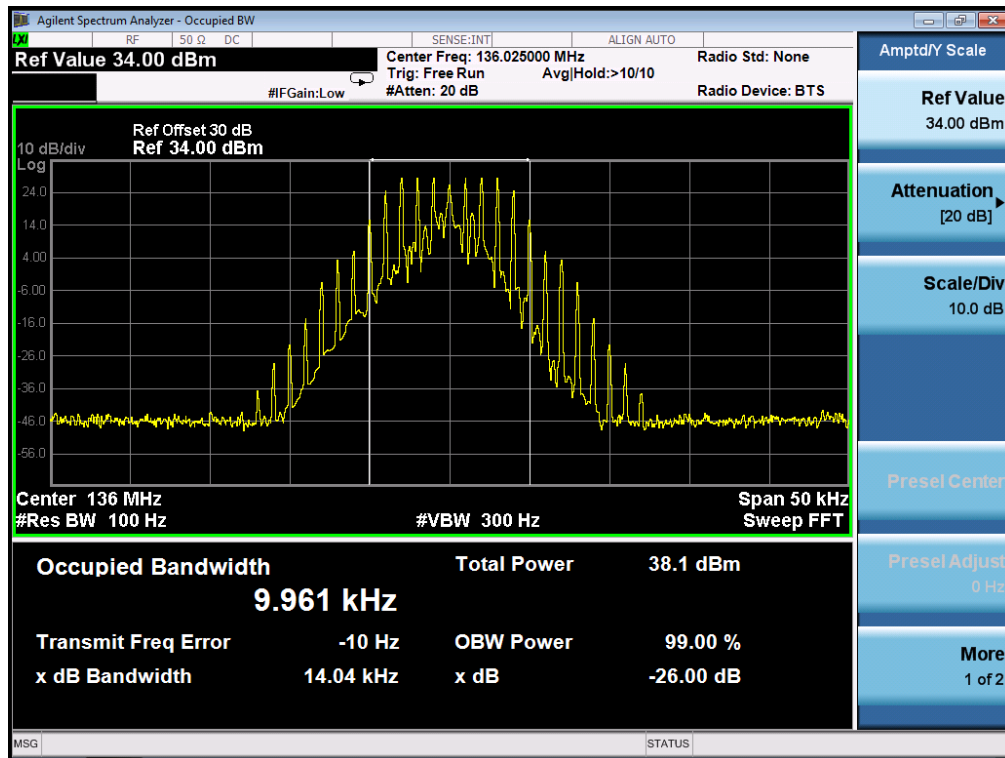 Agilent Spectrum Analyzer - Occupied BW
LXI RF 50 Ω DC SENSE:INT ALIGN AUTO
Ref Value 34.00 dBm
Center Freq: 136.025000 MHz
Radio Std: None
Trig: Free Run Avg|Hold:>10/10
#IFGain:Low
#Atten: 20 dB
Radio Device: BTS
Ref Offset 30 dB
10 dB/div Ref 34.00 dBm
Log
24.0
14.0
4.00
-6.00
-16.0
-26.0
-36.0
-46.0
-56.0
Center 136 MHz
Span 50 kHz
#Res BW 100 Hz
#VBW 300 Hz
Sweep FFT
Occupied Bandwidth
Total Power 38.1 dBm
9.961 kHz
Transmit Freq Error -10 Hz
OBW Power 99.00 %
x dB Bandwidth 14.04 kHz
x dB -26.00 dB
MSG
STATUS
Amptd/Y Scale
Ref Value
34.00 dBm
Attenuation
[20 dB]
Scale/Div
10.0 dB
Presel Center
Presel Adjust
0 Hz
More
1 of 2